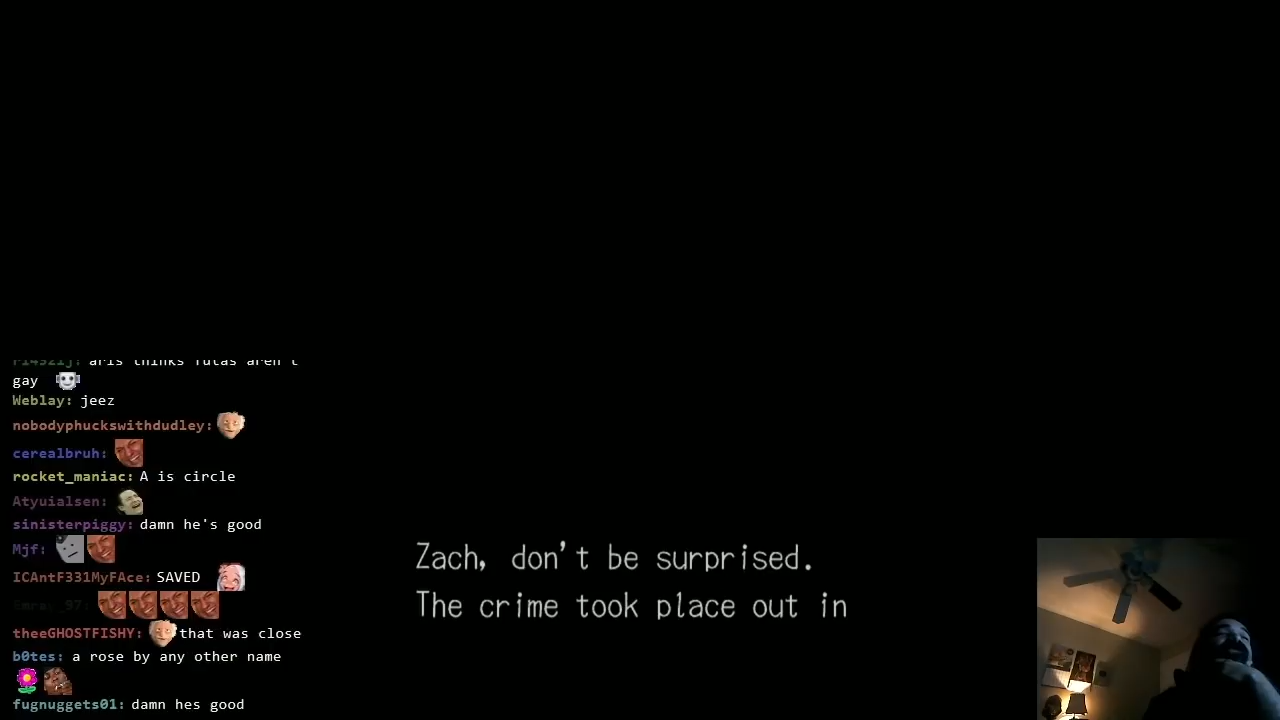 gay
Weblay: jeez
nobodyphuckswithdudley:
cerealbruh:
rocket_maniac: A is circle
Atyuialsen:
sinisterpiggy: damn he's good
Mjf:
ICAntF331MyFAce: SAVED
theeGHOSTFISHY: that was close
b0tes: a rose by any other name
fugnuggets01: damn hes good
Zach, don't be surprised.
The crime took place out in